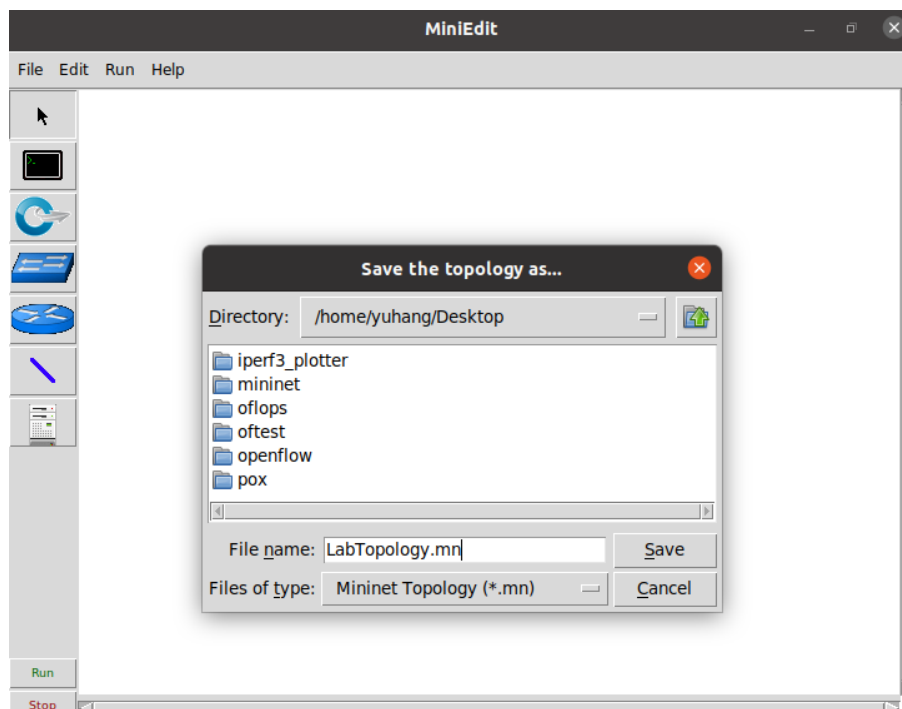 MiniEdit
File Edit Run Help
>.
Save the topology as...
Directory: /home/yuhang/Desktop
iperf3_plotter
mininet
oflops
oftest
openflow
pox
File name: LabTopology.mn Save
Files of type: Mininet Topology (*.mn) Cancel
Run
Stop